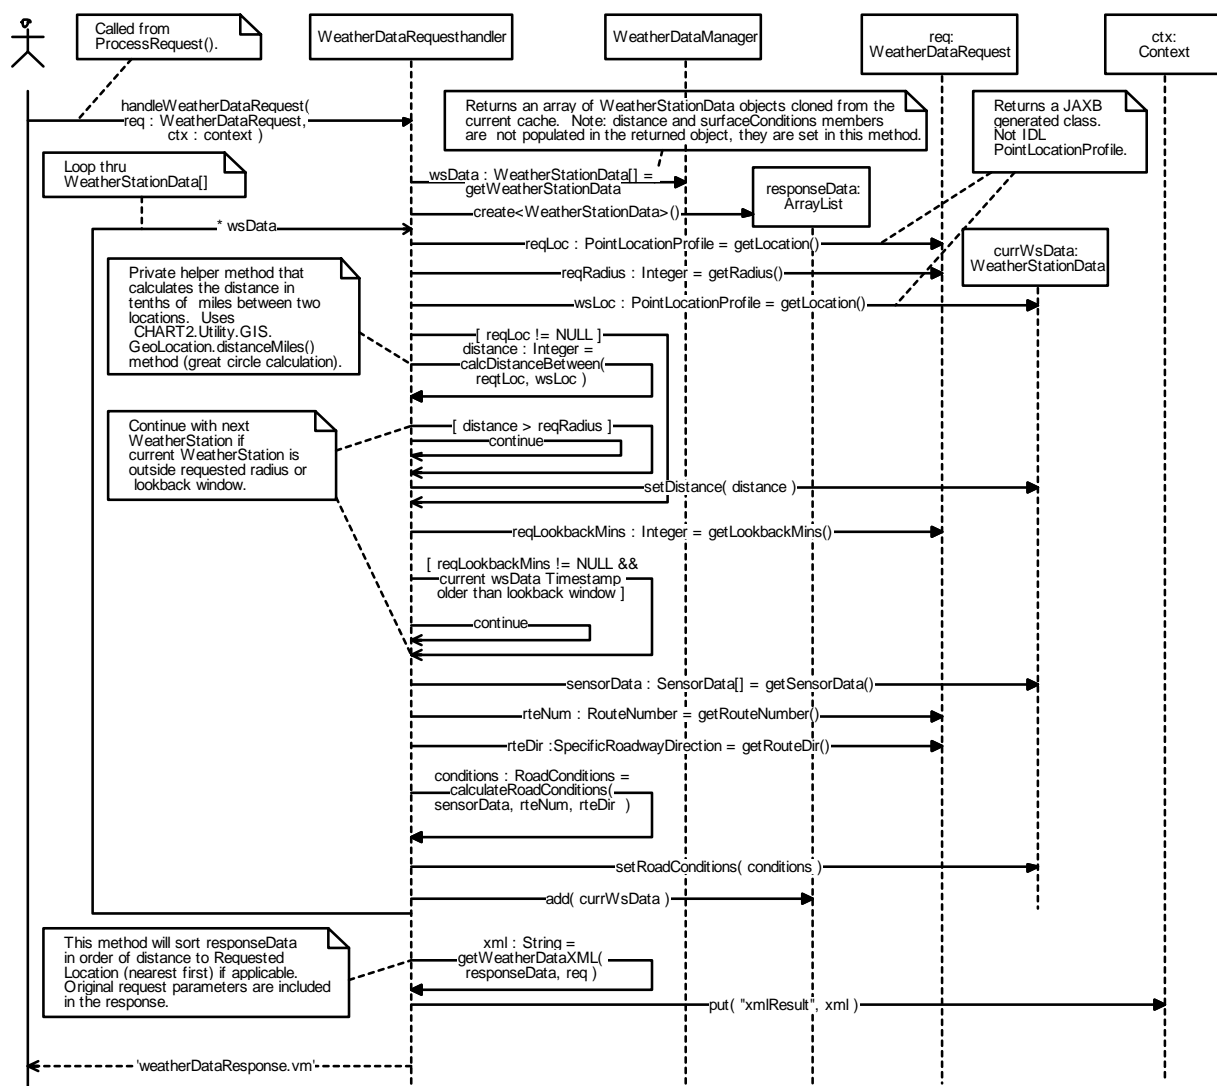 Called from
ProcessRequest().
WeatherDataRequesthandler
WeatherDataManager
req:
WeatherDataRequest
ctx:
Context
handleWeatherDataRequest(
req : WeatherDataRequest,
ctx : context )
Returns an array of WeatherStationData objects cloned from the
current cache. Note: distance and surfaceConditions members
are not populated in the returned object, they are set in this method.
Returns a JAXB
generated class.
Not IDL
PointLocationProfile.
Loop thru
WeatherStationData[]
wsData : WeatherStationData[] =
getWeatherStationData
responseData:
ArrayList
create<WeatherStationData>()
* wsData
reqLoc : PointLocationProfile = getLocation()
currWsData:
WeatherStationData
reqRadius : Integer = getRadius()
Private helper method that
calculates the distance in
tenths of miles between two
locations. Uses
CHART2.Utility.GIS.
GeoLocation.distanceMiles()
method (great circle calculation).
wsLoc : PointLocationProfile = getLocation()
[ reqLoc != NULL ]
distance : Integer =
calcDistanceBetween(
reqtLoc, wsLoc )
Continue with next
WeatherStation if
current WeatherStation is
outside requested radius or
lookback window.
[ distance > reqRadius ]
continue
setDistance( distance )
reqLookbackMins : Integer = getLookbackMins()
[ reqLookbackMins != NULL &&
current wsData Timestamp
older than lookback window ]
continue
sensorData : SensorData[] = getSensorData()
rteNum : RouteNumber = getRouteNumber()
rteDir :SpecificRoadwayDirection = getRouteDir()
conditions : RoadConditions =
calculateRoadConditions(
sensorData, rteNum, rteDir )
setRoadConditions( conditions )
add( currWsData )
This method will sort responseData
in order of distance to Requested
Location (nearest first) if applicable.
Original request parameters are included
in the response.
xml : String =
getWeatherDataXML(
responseData, req )
put( "xmlResult", xml )
'weatherDataResponse.vm'